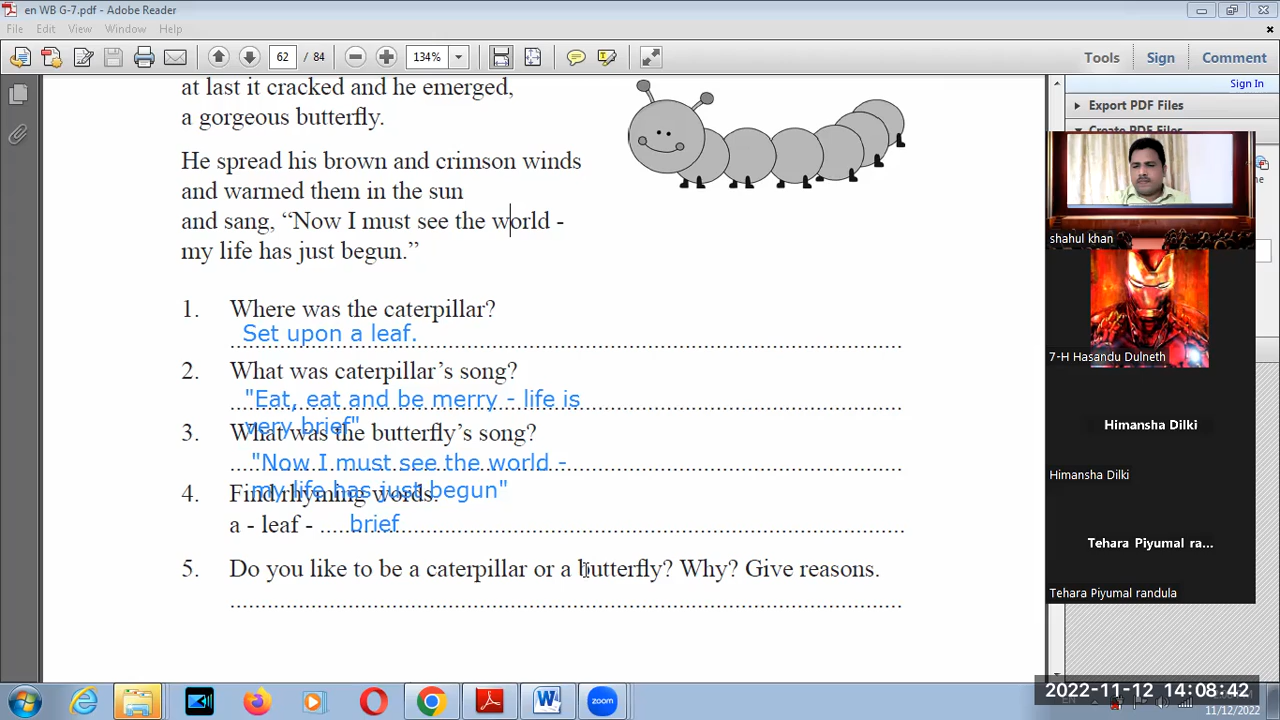 en WB G-7.pdf - Adobe Reader
File Edit View Window Help
62 / 84 134% Tools Sign Comment
Sign In
Export PDF Files
Create PDF Files
at last it cracked and he emerged,
a gorgeous butterfly.
He spread his brown and crimson winds
and warmed them in the sun
and sang, “Now I must see the world -
my life has just begun.”
1. Where was the caterpillar?
Set upon a leaf.
2. What was caterpillar’s song?
"Eat, eat and be merry - life is
very brief"
3. What was the butterfly’s song?
"Now I must see the world -
my life has just begun"
4. Find rhyming words.
a - leaf - brief
5. Do you like to be a caterpillar or a butterfly? Why? Give reasons.
shahul khan
7-H Hasandu Dulneth
Himansha Dilki
Himansha Dilki
Tehara Piyumal ra...
Tehara Piyumal randula
2022-11-12 14:08:42
11/12/2022